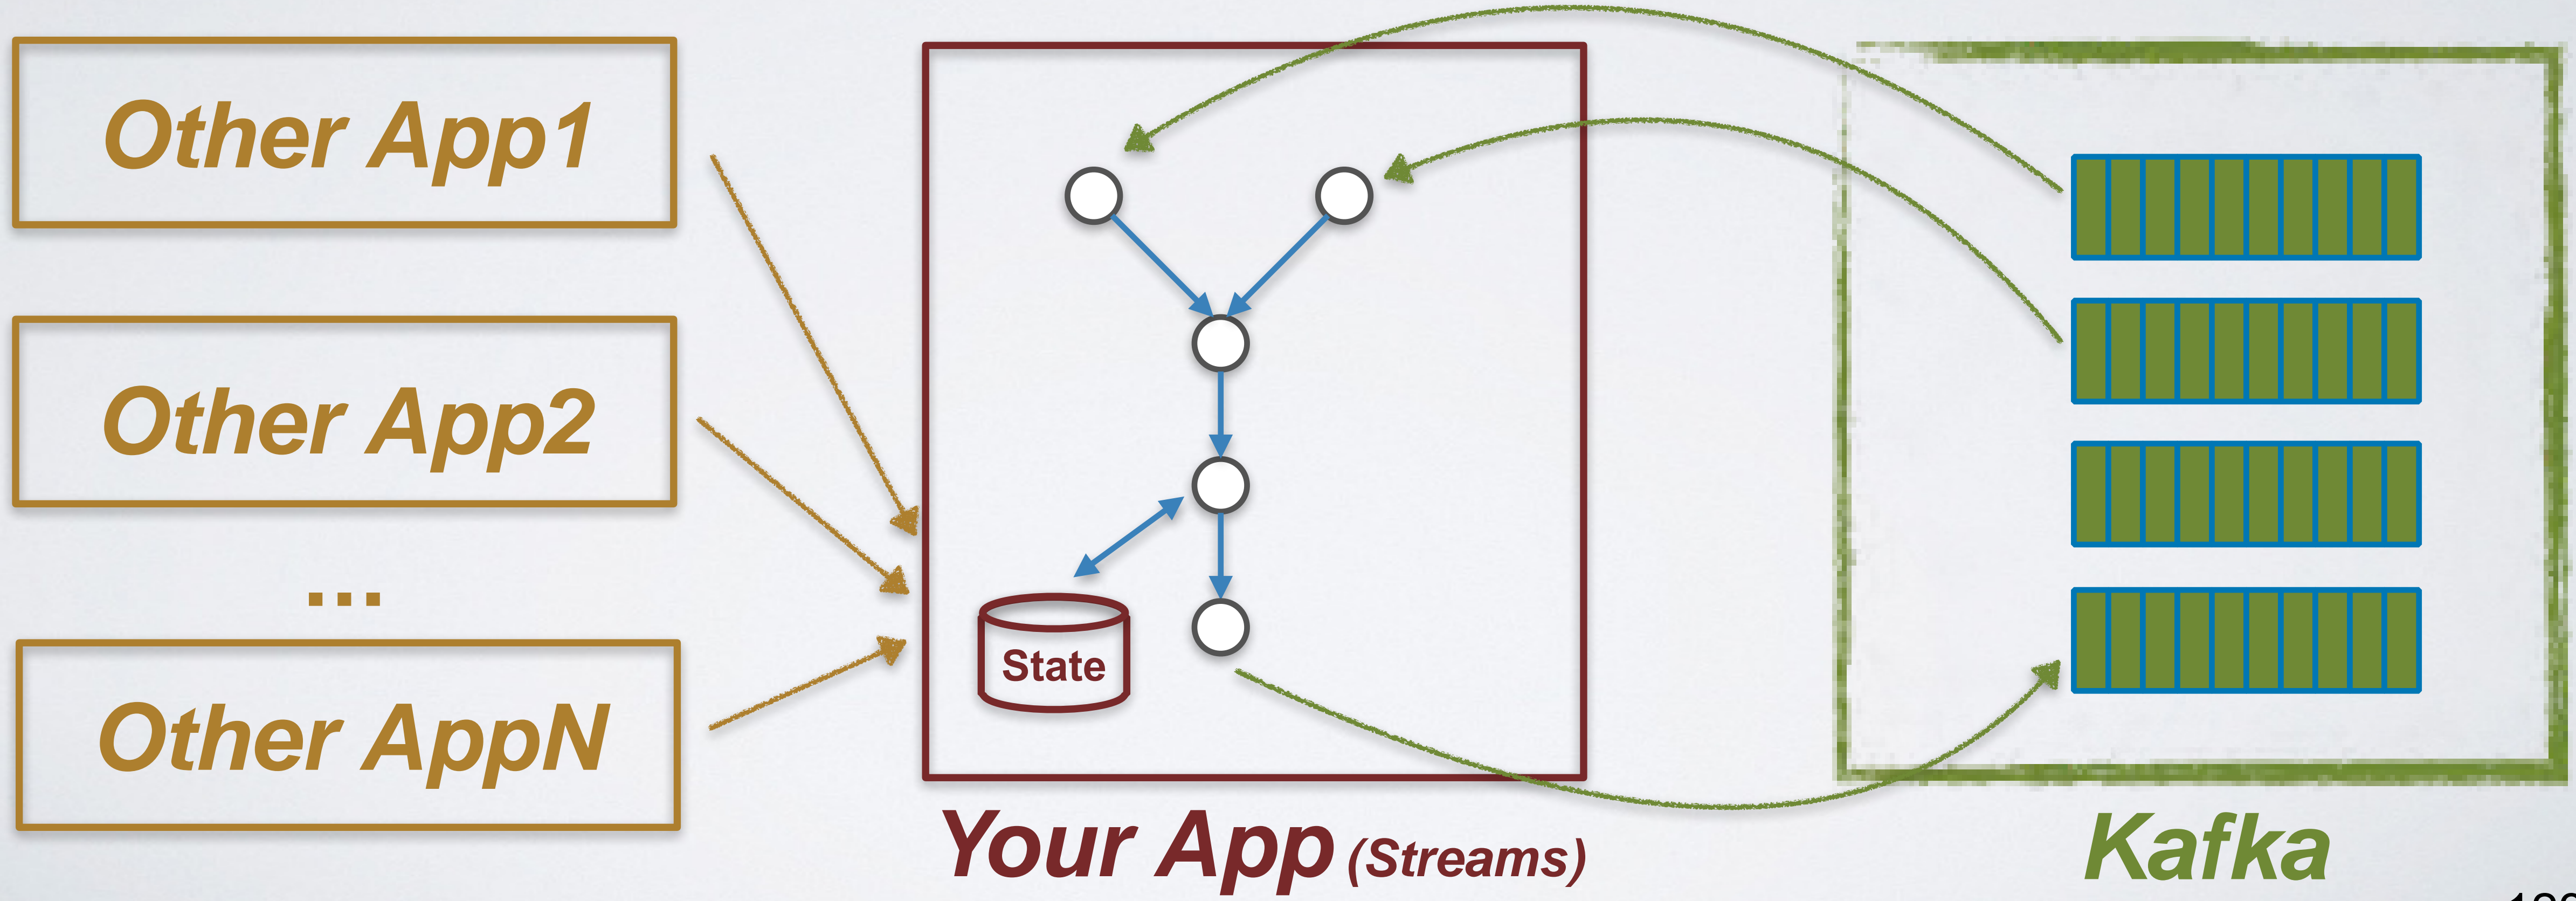 Other App1
Other App2
...
Other AppN
State
Your App (Streams)
Kafka